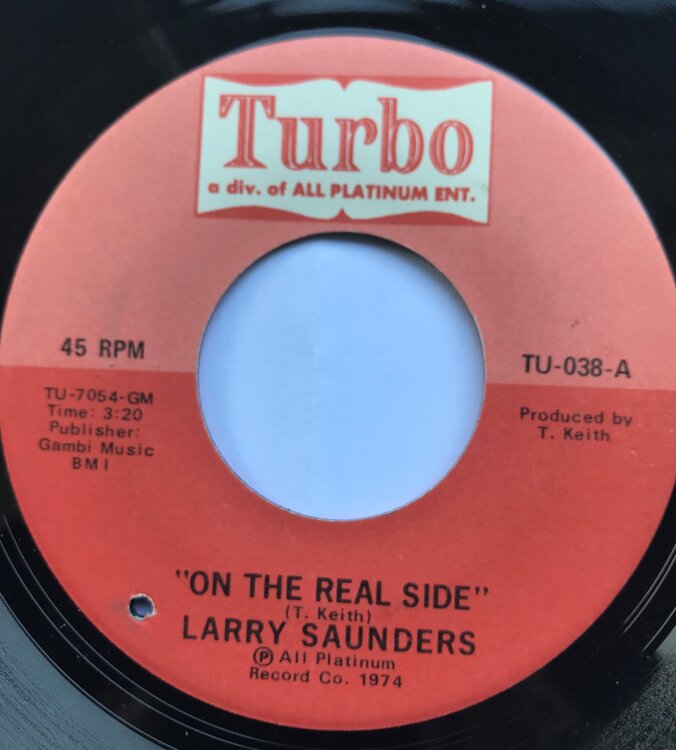 Turbo
a div. of ALL PLATINUM ENT.
45 RPM
TU-7054-GM
Time: 3:20
Publisher:
Gambi Music
BMI
TU-038-A
Produced by
T. Keith
"ON THE REAL SIDE"
(T. Keith)
LARRY SAUNDERS
Ⓟ All Platinum
Record Co. 1974